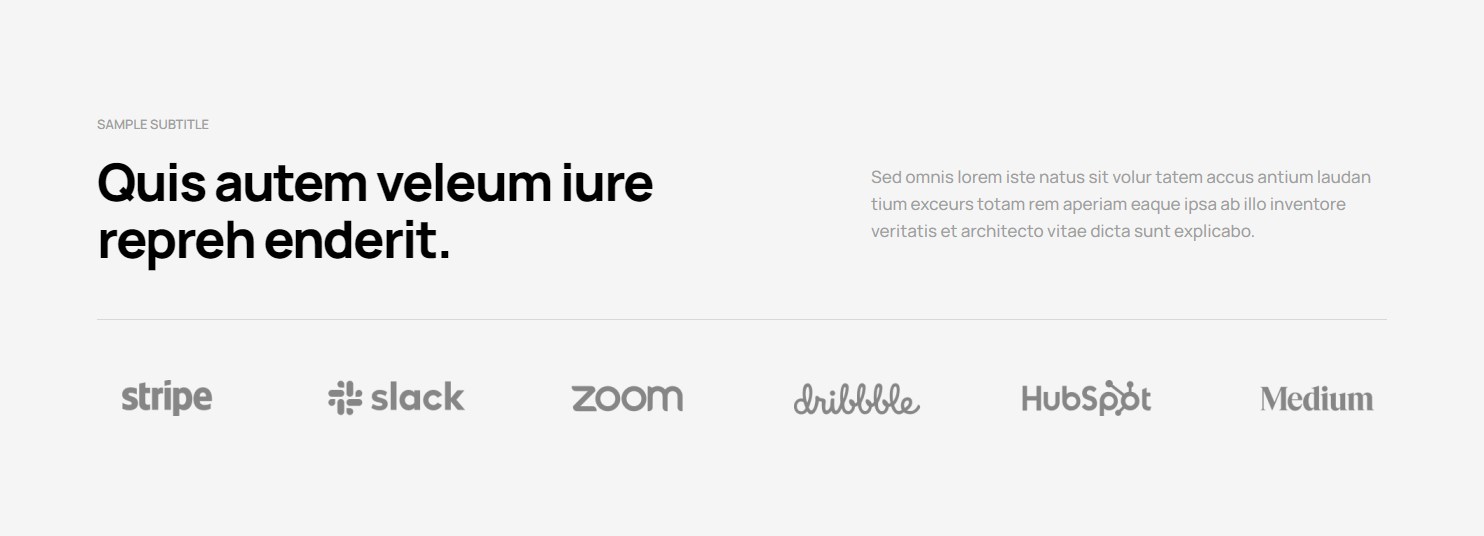 SAMPLE SUBTITLE
Quis autem veleum iure
repreh enderit.
Sed omnis lorem iste natus sit volur tatem accus antium laudan
tium exceurs totam rem aperiam eaque ipsa ab illo inventore
veritatis et architecto vitae dicta sunt explicabo.
stripe slack zoom dribbble HubSpot Medium